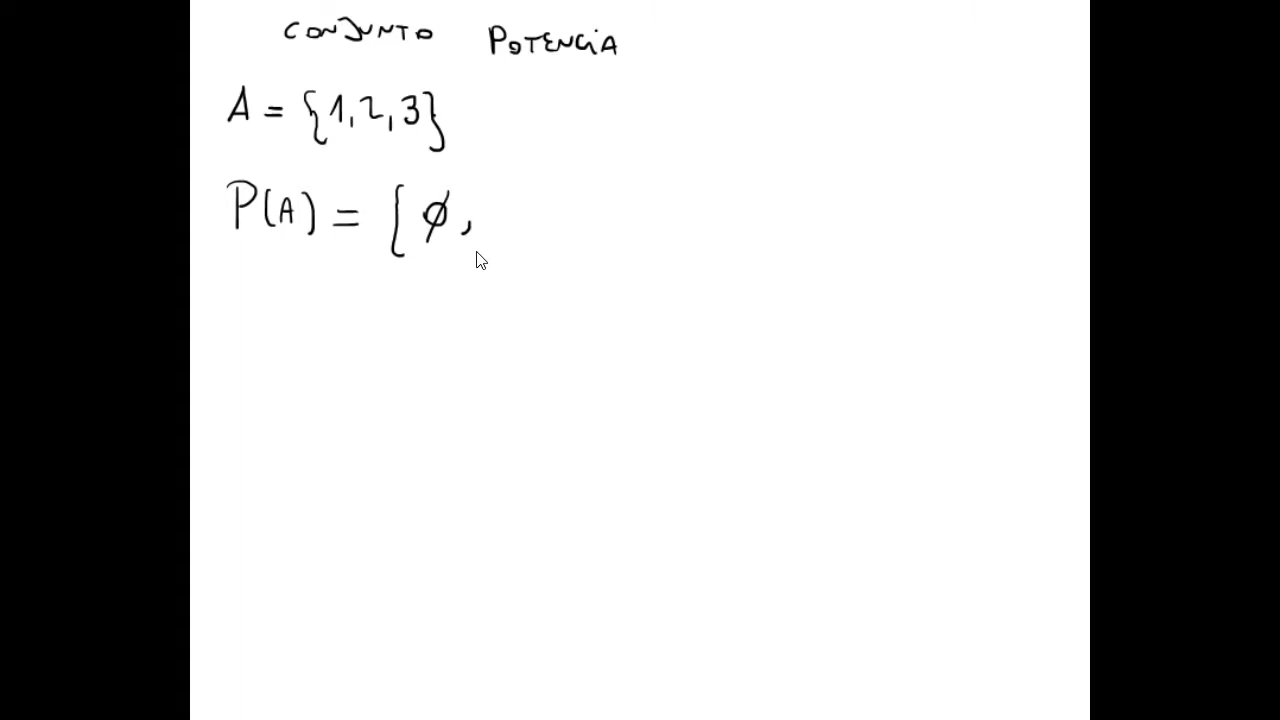 CONJUNTO POTENCIA
A = {1,2,3}
P(A) = { ∅,